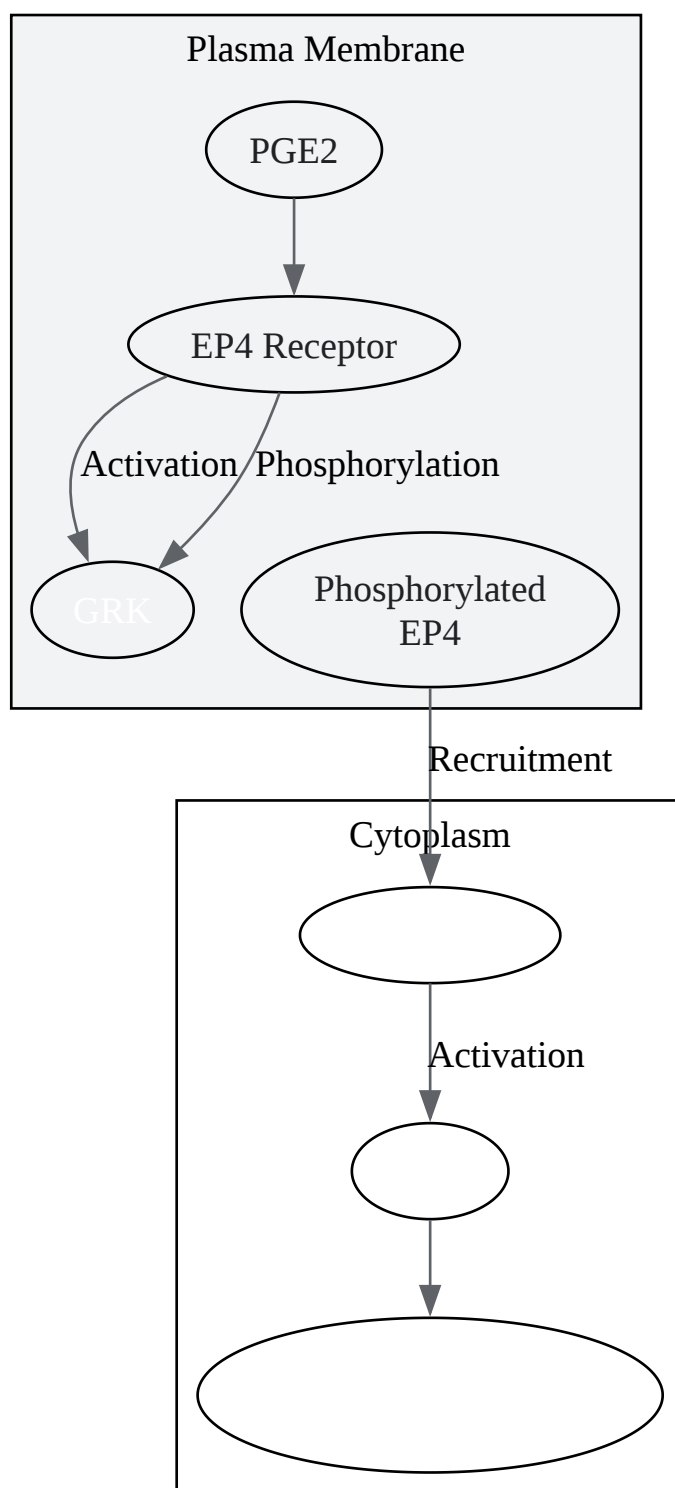 Plasma Membrane
PGE2
EP4 Receptor
Activation
Phosphorylation
GRK
Phosphorylated
EP4
Recruitment
Cytoplasm
Activation